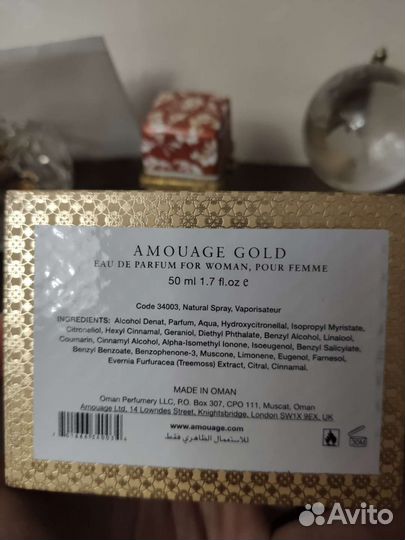 AMOUAGE GOLD
EAU DE PARFUM FOR WOMAN, POUR FEMME
50 ml 1.7 fl.oz e
Code 34003, Natural Spray, Vaporisateur
INGREDIENTS: Alcohol Denat, Parfum, Aqua, Hydroxycitronellal, Isopropyl Myristate,
Citronellol, Hexyl Cinnamal, Geraniol, Diethyl Phthalate, Benzyl Alcohol, Linalool,
Coumarin, Cinnamyl Alcohol, Alpha-Isomethyl Ionone, Isoeugenol, Benzyl Salicylate,
Benzyl Benzoate, Benzophenone-3, Muscone, Limonene, Eugenol, Farnesol,
Evernia Furfuracea (Treemoss) Extract, Citral, Cinnamal.
MADE IN OMAN
Oman Perfumery LLC, P.O. Box 307, CPO 111, Muscat, Oman
Amouage Ltd, 14 Lowndes Street, Knightsbridge, London SW1X 9EX, UK
www.amouage.com
للاستعمال الظاهري فقط
Avito